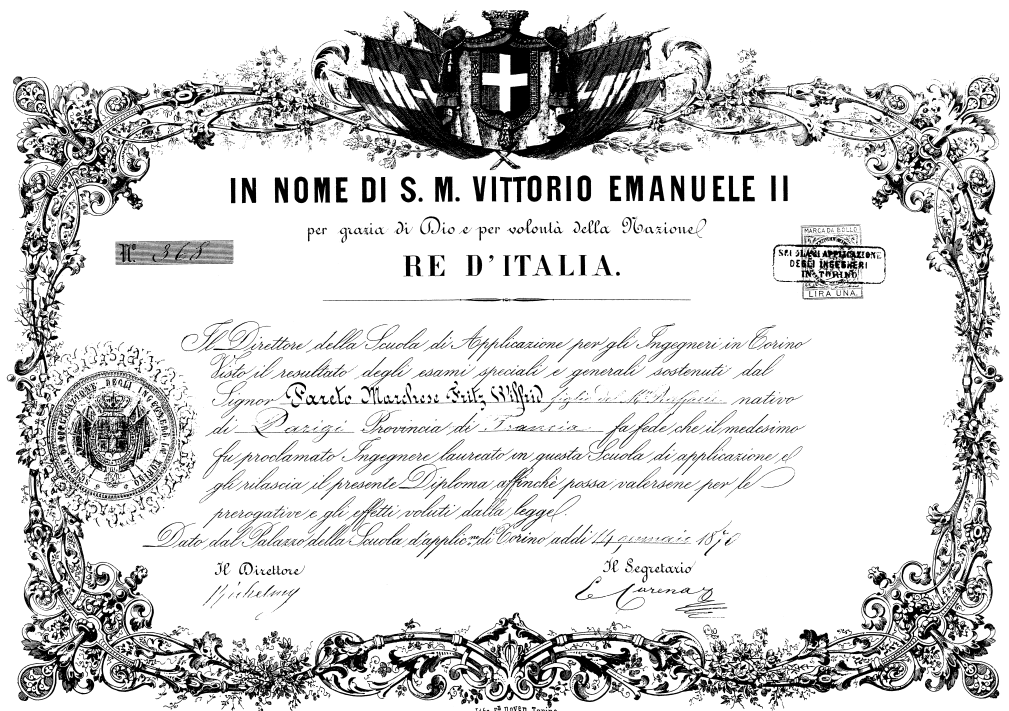 IN NOME DI S. M. VITTORIO EMANUELE II
per grazia di Dio e per volontà della Nazione
RE D'ITALIA.
N.º 368
MARCA DA BOLLO
SCUOLA DI APPLICAZIONE
DEGLI INGEGNERI
IN TORINO
LIRA UNA
Il Direttore della Scuola di Applicazione per gli Ingegneri in Torino
Visto il resultato degli esami speciali e generali sostenuti dal
Signor Pareto Marchese Fritz Wilfrid figlio del Raffaele nativo
di Parigi Provincia di Francia fa fede che il medesimo
fu proclamato Ingegnere laureato in questa Scuola di applicazione e
gli rilascia il presente Diploma affinchè possa valersene per le
prerogative e gli effetti voluti dalla legge.
Dato dal Palazzo della Scuola d'applic.ne di Torino addì 14 gennaio 1870
Il Direttore
Il Segretario
Richelmy